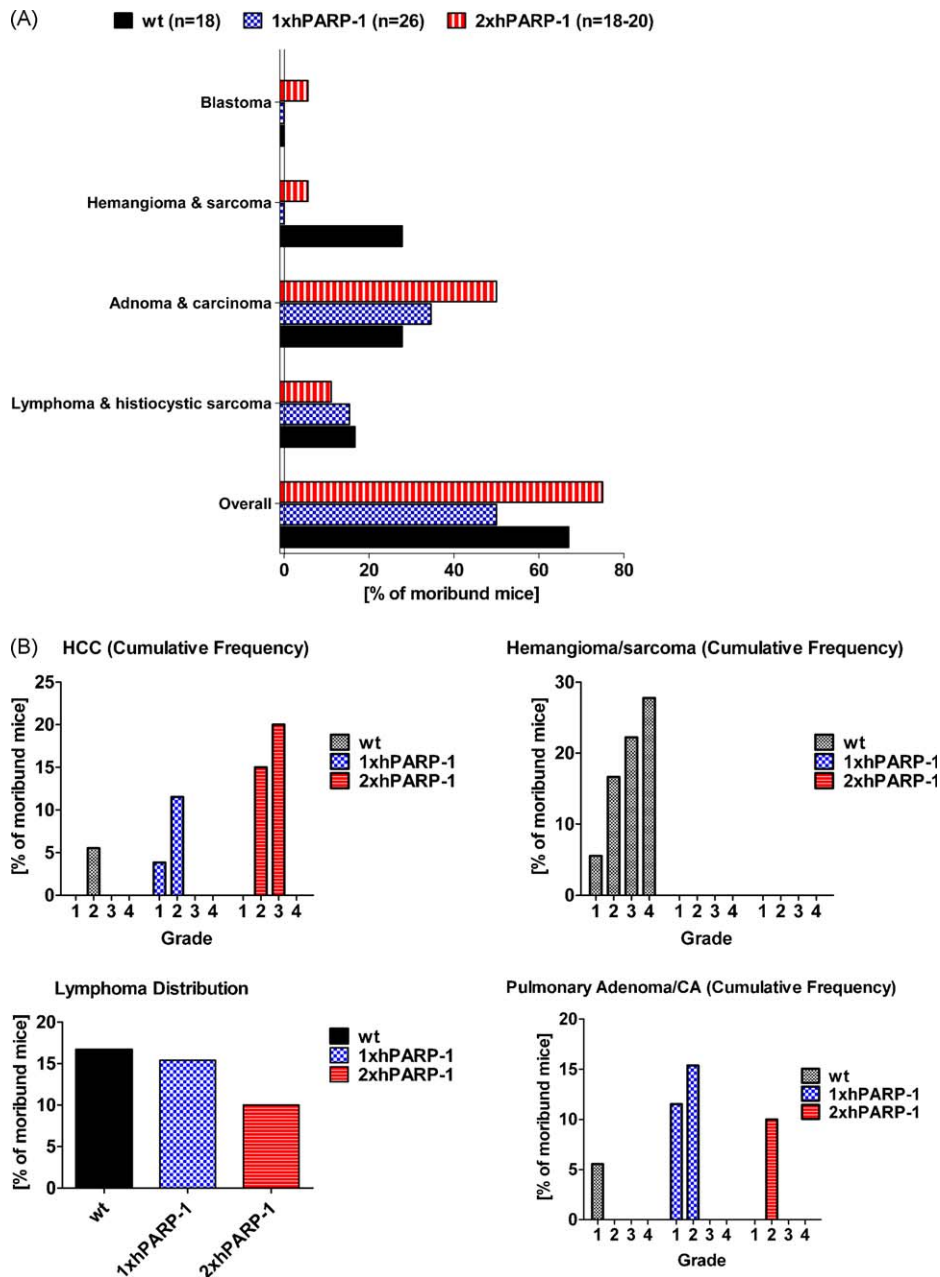 (A)
wt (n=18) 1xhPARP-1 (n=26) 2xhPARP-1 (n=18-20)
Blastoma
Hemangioma & sarcoma
Adnoma & carcinoma
Lymphoma & histiocystic sarcoma
Overall
0 20 40 60 80
[% of moribund mice]
(B)
HCC (Cumulative Frequency)
[% of moribund mice]
25
20
15
10
5
0
1 2 3 4 1 2 3 4 1 2 3 4
Grade
wt
1xhPARP-1
2xhPARP-1
Hemangioma/sarcoma (Cumulative Frequency)
[% of moribund mice]
30
20
10
0
1 2 3 4 1 2 3 4 1 2 3 4
Grade
wt
1xhPARP-1
2xhPARP-1
Lymphoma Distribution
[% of moribund mice]
20
15
10
5
0
wt
1xhPARP-1
2xhPARP-1
wt
1xhPARP-1
2xhPARP-1
Pulmonary Adenoma/CA (Cumulative Frequency)
[% of moribund mice]
20
15
10
5
0
1 2 3 4 1 2 3 4 1 2 3 4
Grade
wt
1xhPARP-1
2xhPARP-1